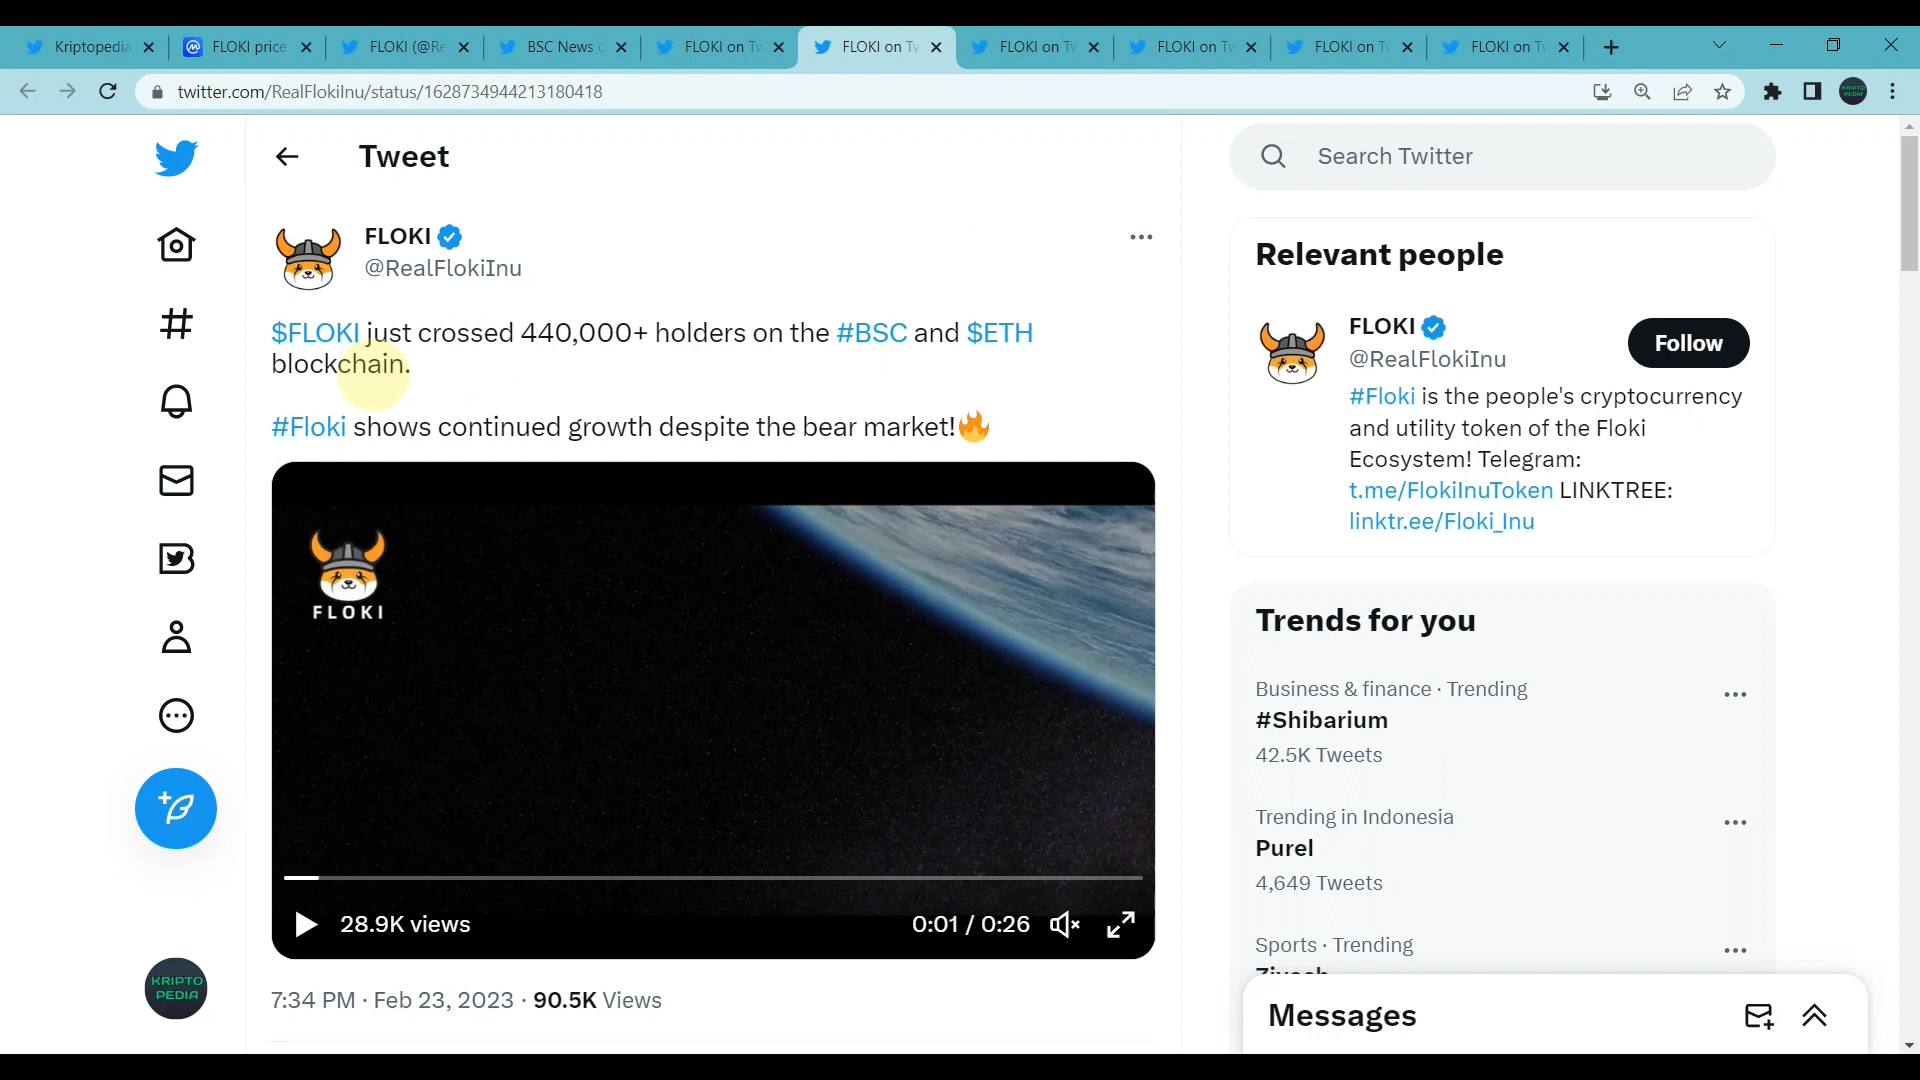 Kriptopedia
FLOKI price
FLOKI (@Re
BSC News o
FLOKI on Tw
FLOKI on Tw
FLOKI on Tw
FLOKI on Tw
FLOKI on Tw
FLOKI on Tw
twitter.com/RealFlokiInu/status/1628734944213180418
KRIPTO
PEDIA
Tweet
Search Twitter
FLOKI
@RealFlokiInu
$FLOKI just crossed 440,000+ holders on the #BSC and $ETH
blockchain.
#Floki shows continued growth despite the bear market!🔥
FLOKI
28.9K views
0:01 / 0:26
7:34 PM · Feb 23, 2023 · 90.5K Views
Relevant people
FLOKI
@RealFlokiInu
Follow
#Floki is the people's cryptocurrency
and utility token of the Floki
Ecosystem! Telegram:
t.me/FlokiInuToken LINKTREE:
linktr.ee/Floki_Inu
Trends for you
Business & finance · Trending
#Shibarium
42.5K Tweets
Trending in Indonesia
Purel
4,649 Tweets
Sports · Trending
Ziyech
Messages
KRIPTO
PEDIA